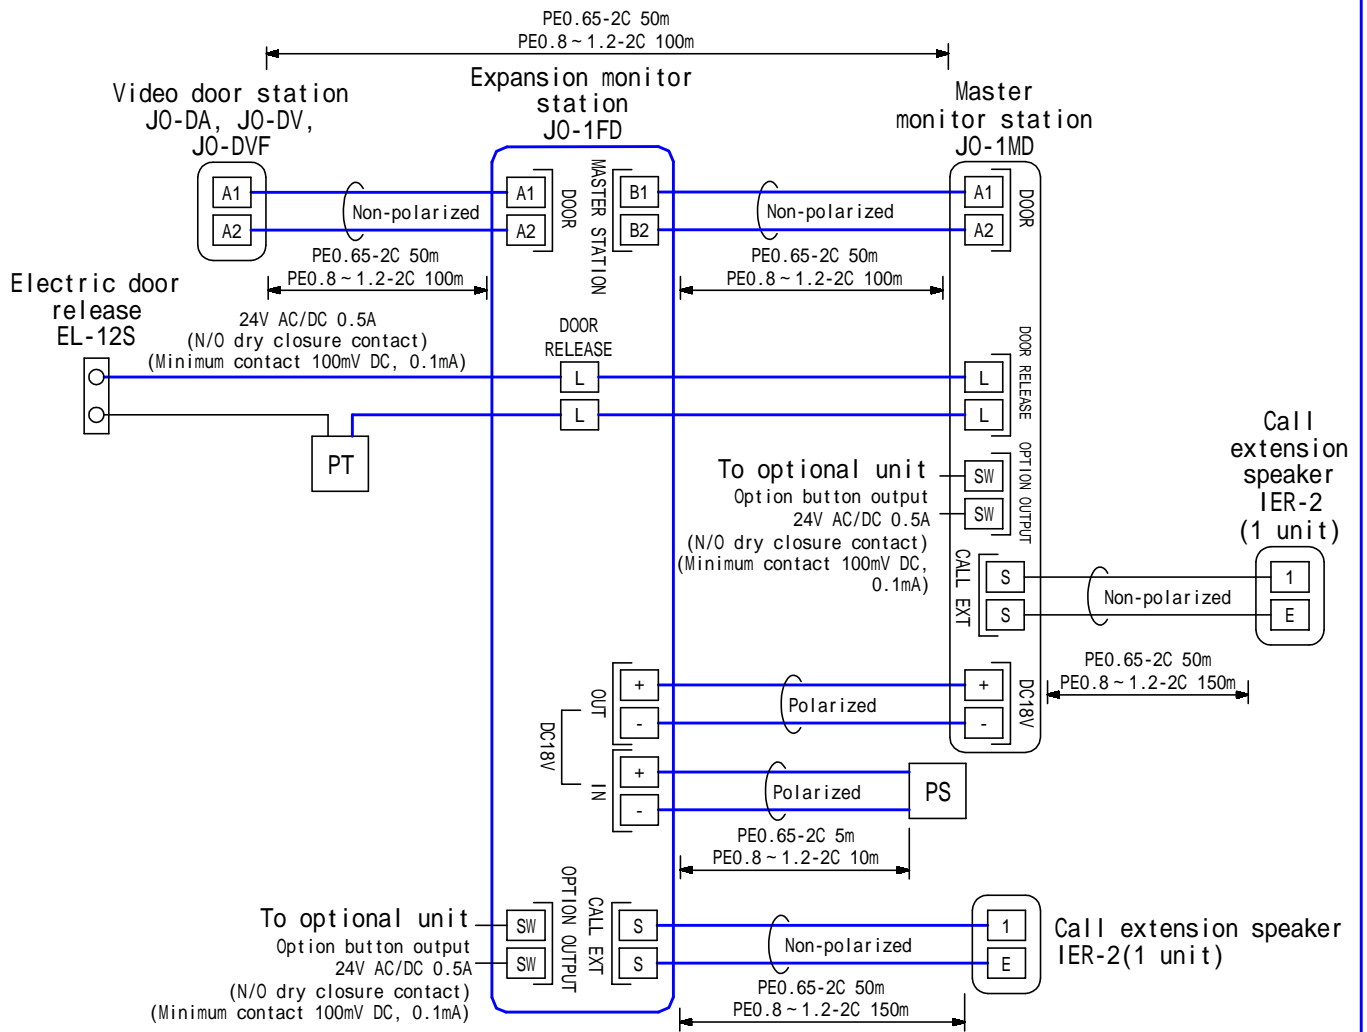 PE0.65-2C 50m
PE0.8~1.2-2C 100m
Video door station
JO-DA, JO-DV,
JO-DVF
Expansion monitor
station
JO-1FD
Master
monitor station
JO-1MD
A1
A2
Non-polarized
PE0.65-2C 50m
PE0.8~1.2-2C 100m
A1
A2
DOOR
MASTER STATION
B1
B2
Non-polarized
PE0.65-2C 50m
PE0.8~1.2-2C 100m
A1
A2
DOOR
Electric door
release
EL-12S
24V AC/DC 0.5A
(N/O dry closure contact)
(Minimum contact 100mV DC, 0.1mA)
DOOR
RELEASE
L
L
PT
L
L
DOOR RELEASE
To optional unit
Option button output
24V AC/DC 0.5A
(N/O dry closure contact)
(Minimum contact 100mV DC,
0.1mA)
SW
SW
OPTION OUTPUT
CALL EXT
S
S
Non-polarized
Call
extension
speaker
IER-2
(1 unit)
1
E
PE0.65-2C 50m
PE0.8~1.2-2C 150m
DC18V
OUT
+
-
Polarized
+
-
DC18V
IN
+
-
Polarized
PS
PE0.65-2C 5m
PE0.8~1.2-2C 10m
To optional unit
Option button output
24V AC/DC 0.5A
(N/O dry closure contact)
(Minimum contact 100mV DC, 0.1mA)
SW
SW
OPTION OUTPUT
CALL EXT
S
S
Non-polarized
PE0.65-2C 50m
PE0.8~1.2-2C 150m
1
E
Call extension speaker
IER-2(1 unit)